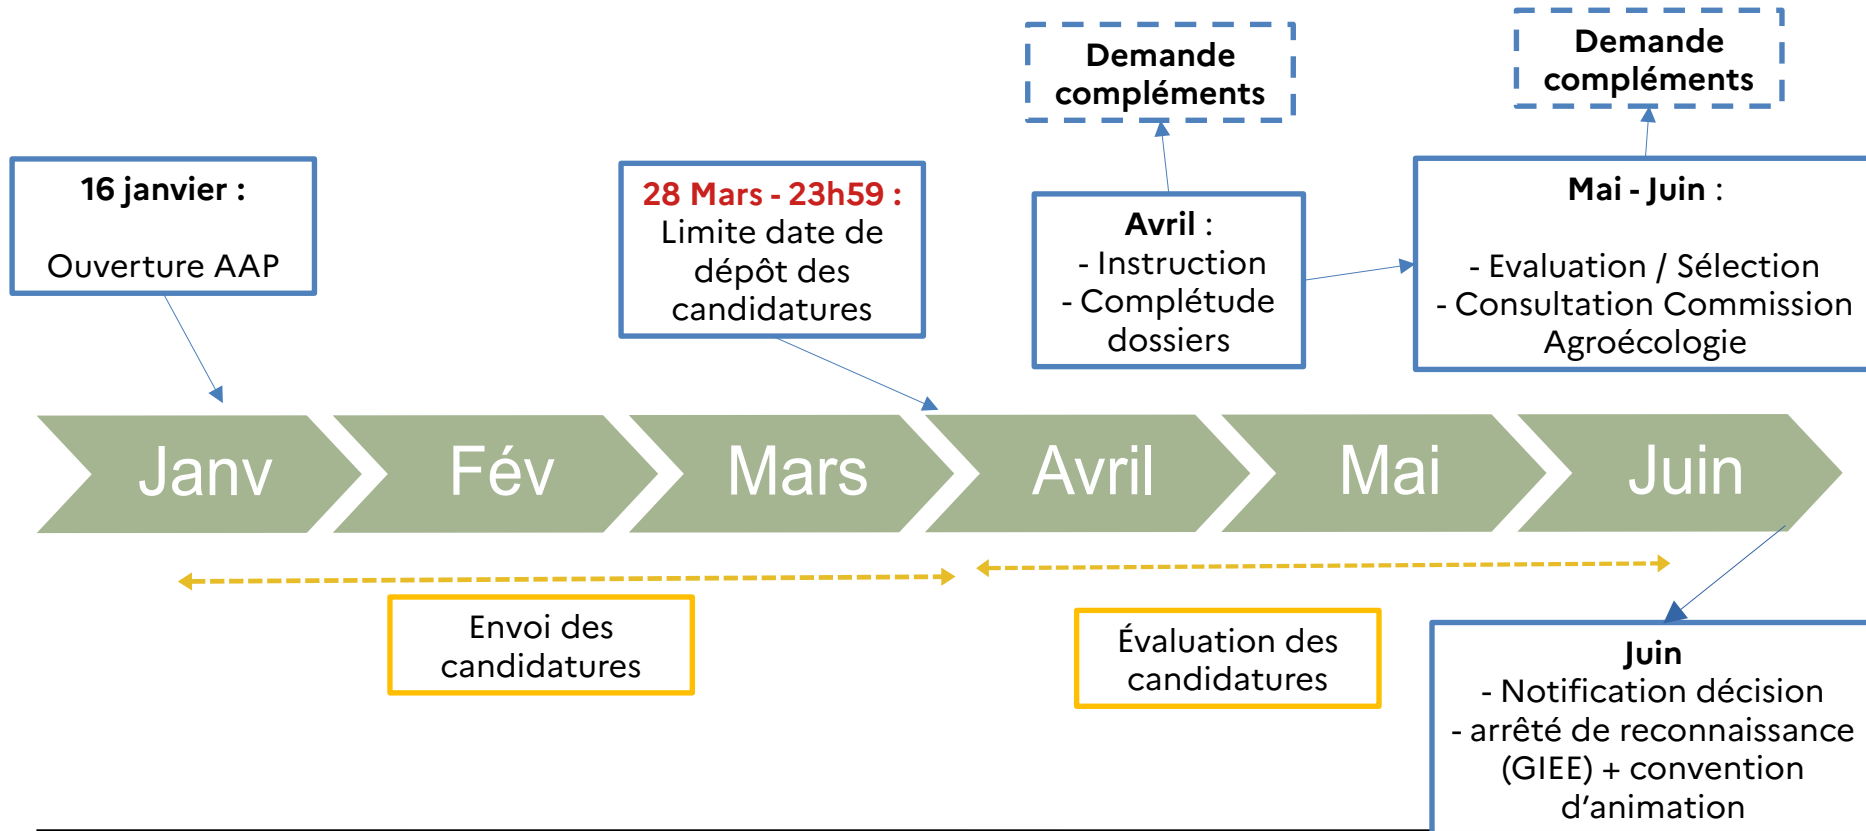 Demande
compléments
Demande
compléments
16 janvier :
Ouverture AAP
28 Mars - 23h59 :
Limite date de
dépôt des
candidatures
Avril :
- Instruction
- Complétude
dossiers
Mai - Juin :
- Evaluation / Sélection
- Consultation Commission
Agroécologie
Janv
Fév
Mars
Avril
Mai
Juin
Envoi des
candidatures
Évaluation des
candidatures
Juin
- Notification décision
- arrêté de reconnaissance
(GIEE) + convention
d’animation